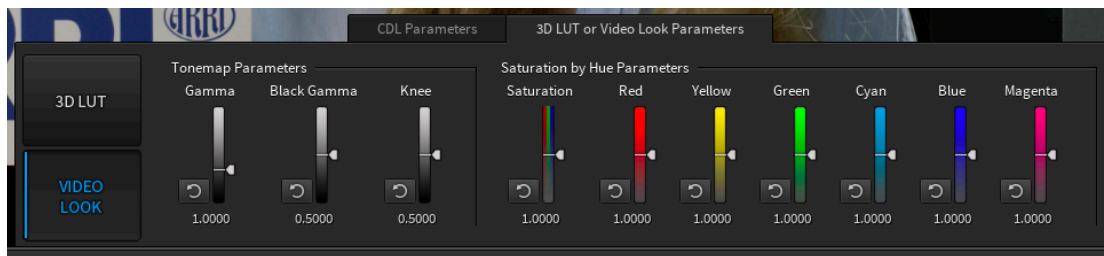 ARRI
CDL Parameters
3D LUT or Video Look Parameters
3D LUT
VIDEO
LOOK
Tonemap Parameters
Gamma
Black Gamma
Knee
1.0000
0.5000
0.5000
Saturation by Hue Parameters
Saturation
Red
Yellow
Green
Cyan
Blue
Magenta
1.0000
1.0000
1.0000
1.0000
1.0000
1.0000
1.0000